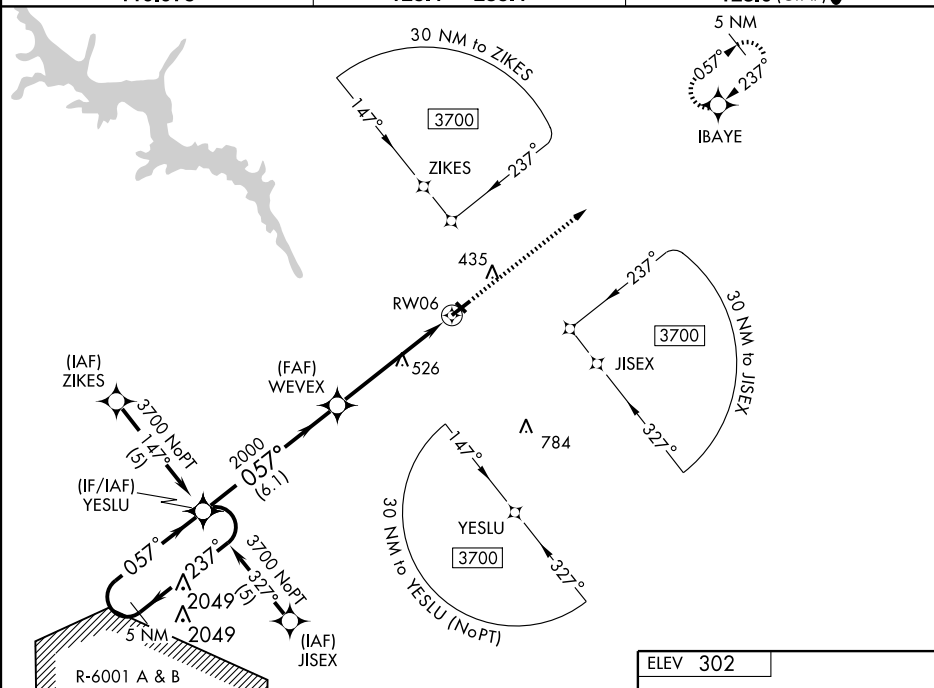 5 NM
057°
237°
IBAYE
30 NM to ZIKES
147°
3700
237°
ZIKES
435
RW06
237°
30 NM to JISEX
3700
JISEX
327°
526
(FAF)
WEVEX
(IAF)
ZIKES
3700 NoPT
147°
(5)
2000
057°
(6.1)
(IF/IAF)
YESLU
784
147°
YESLU
3700
327°
30 NM to YESLU (NoPT)
057°
237°
3700 NoPT
327°
(5)
2049
2049
5 NM
(IAF)
JISEX
R-6001 A & B
ELEV 302